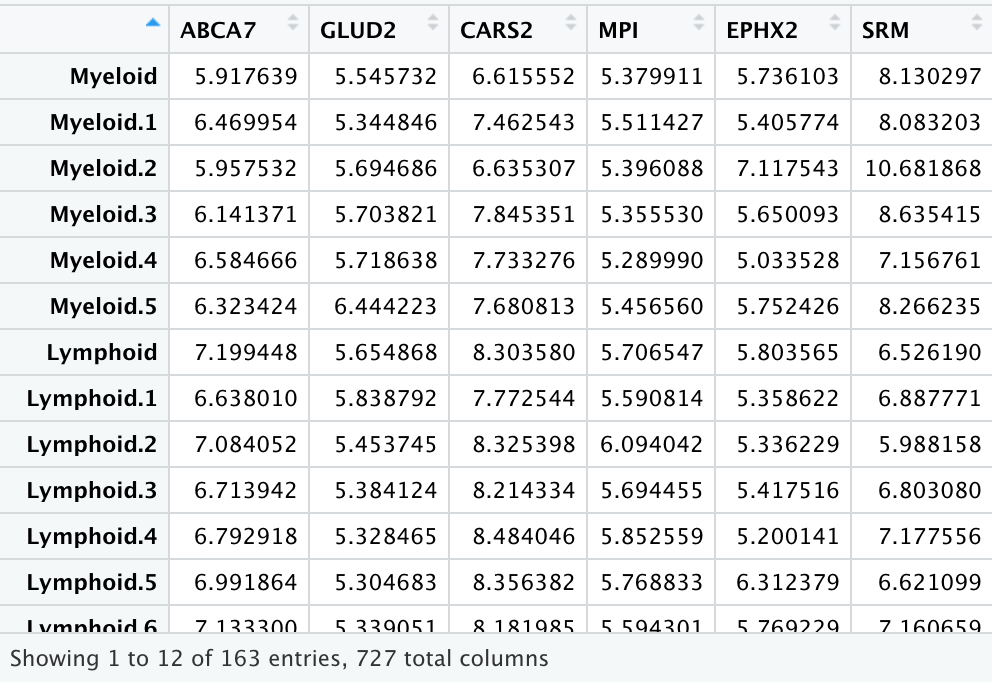 ABCA7 GLUD2 CARS2 MPI EPHX2 SRM
Myeloid 5.917639 5.545732 6.615552 5.379911 5.736103 8.130297
Myeloid.1 6.469954 5.344846 7.462543 5.511427 5.405774 8.083203
Myeloid.2 5.957532 5.694686 6.635307 5.396088 7.117543 10.681868
Myeloid.3 6.141371 5.703821 7.845351 5.355530 5.650093 8.635415
Myeloid.4 6.584666 5.718638 7.733276 5.289990 5.033528 7.156761
Myeloid.5 6.323424 6.444223 7.680813 5.456560 5.752426 8.266235
Lymphoid 7.199448 5.654868 8.303580 5.706547 5.803565 6.526190
Lymphoid.1 6.638010 5.838792 7.772544 5.590814 5.358622 6.887771
Lymphoid.2 7.084052 5.453745 8.325398 6.094042 5.336229 5.988158
Lymphoid.3 6.713942 5.384124 8.214334 5.694455 5.417516 6.803080
Lymphoid.4 6.792918 5.328465 8.484046 5.852559 5.200141 7.177556
Lymphoid.5 6.991864 5.304683 8.356382 5.768833 6.312379 6.621099
Lymphoid.6 7.133300 5.339051 8.181985 5.594301 5.769229 7.160659
Showing 1 to 12 of 163 entries, 727 total columns